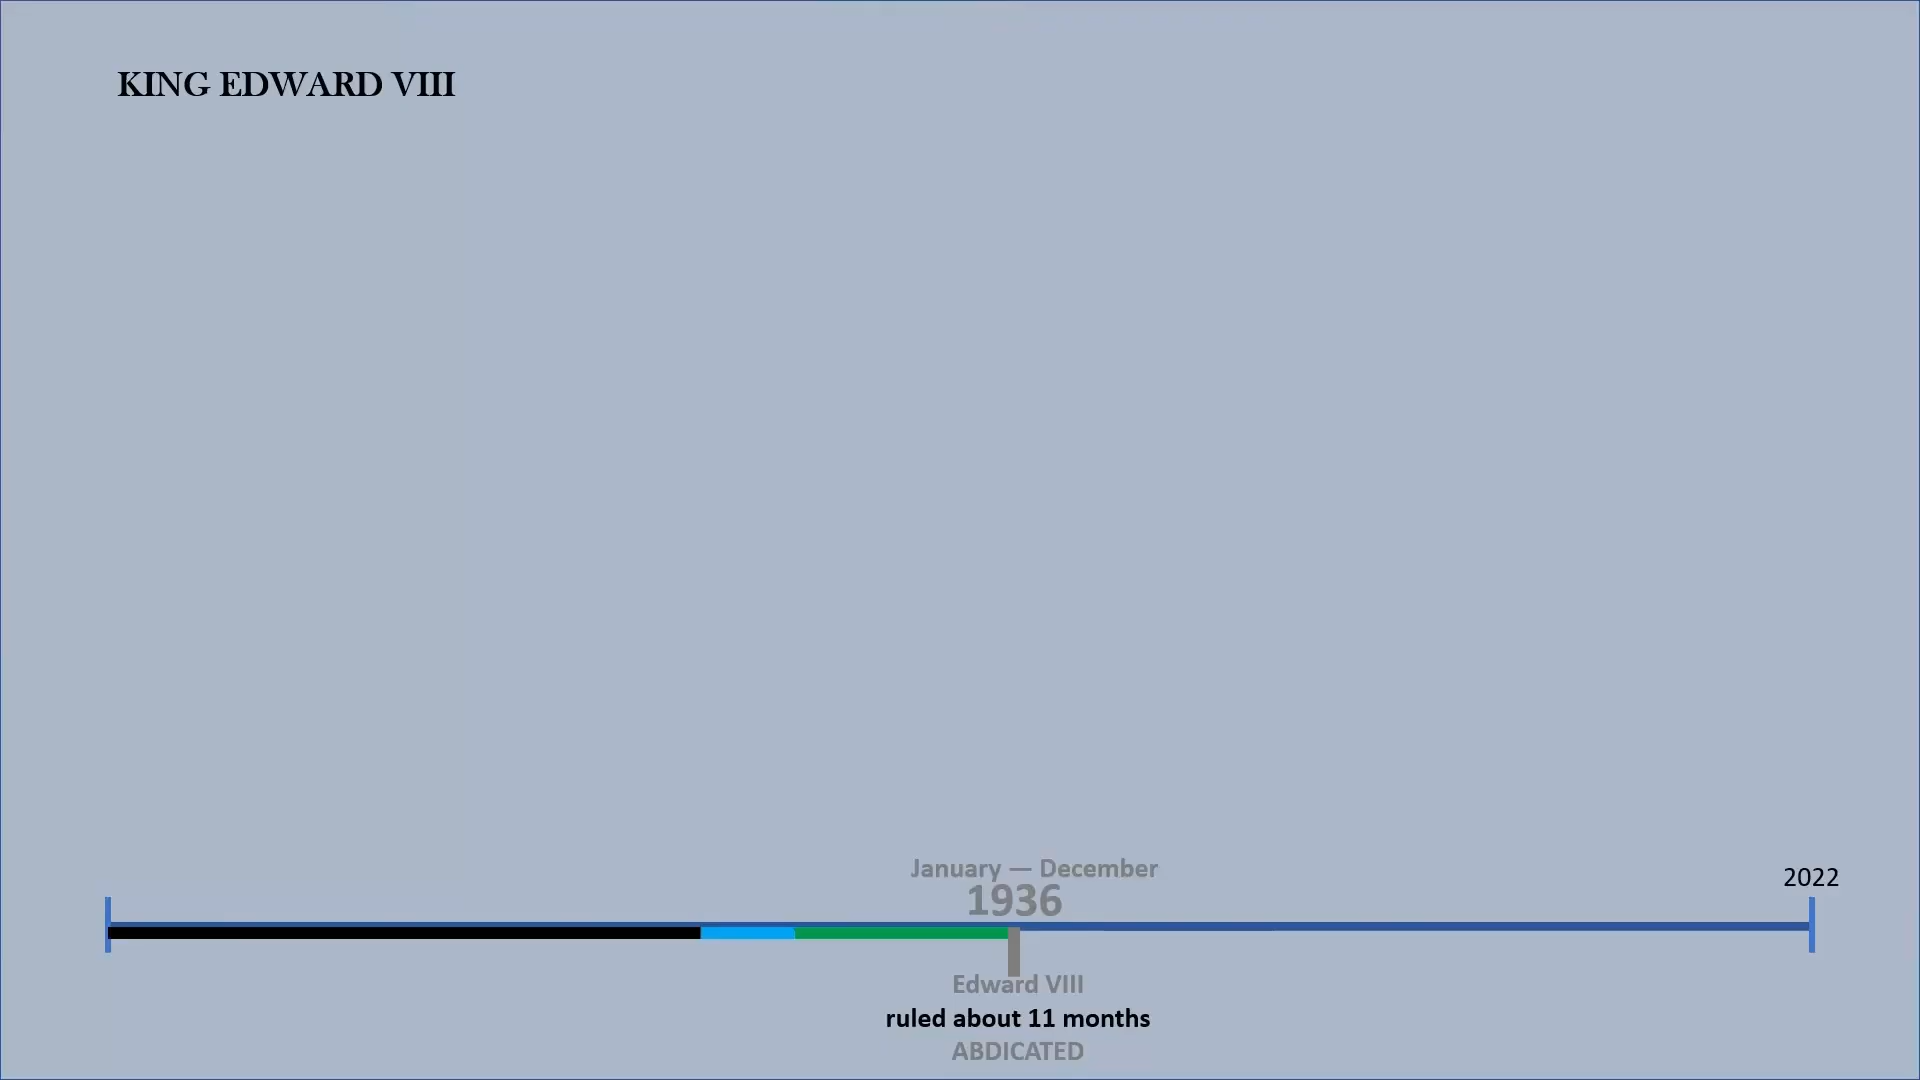 KING EDWARD VIII
January — December
1936
2022
Edward VIII
ruled about 11 months
ABDICATED